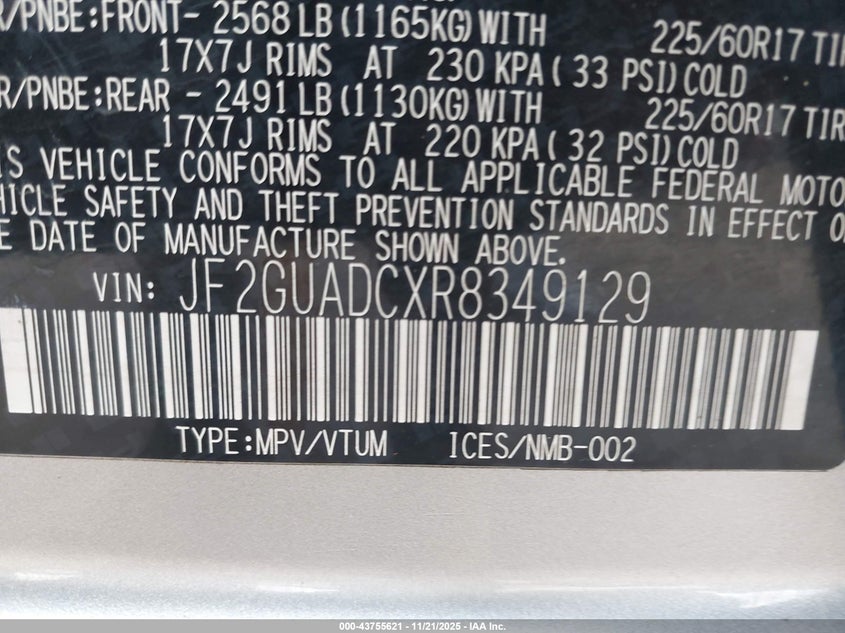 R/PNBE:FRONT- 2568 LB (1165KG) WITH 225/60R17 TIR
17X7J RIMS AT 230 KPA ( 33 PSI) COLD
R/PNBE:REAR - 2491 LB (1130KG) WITH 225/60R17 TIR
17X7J RIMS AT 220 KPA ( 32 PSI) COLD
IS VEHICLE CONFORMS TO ALL APPLICABLE FEDERAL MOTO
HICLE SAFETY AND THEFT PREVENTION STANDARDS IN EFFECT O
E DATE OF MANUFACTURE SHOWN ABOVE.
VIN: JF2GUADCXR8349129
TYPE:MPV/VTUM ICES/NMB-002
000-43755621 - 11/21/2025 - IAA Inc.